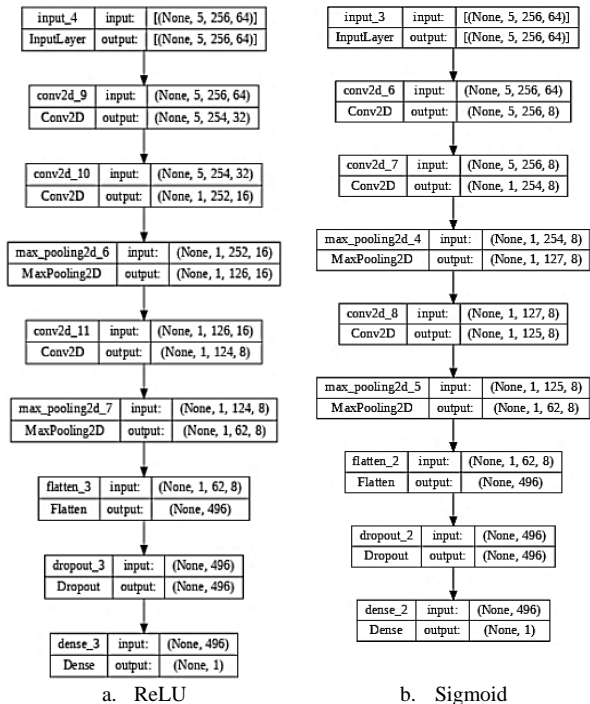 input_4 input: [(None, 5, 256, 64)]
InputLayer output: [(None, 5, 256, 64)]
conv2d_9 input: (None, 5, 256, 64)
Conv2D output: (None, 5, 254, 32)
conv2d_10 input: (None, 5, 254, 32)
Conv2D output: (None, 1, 252, 16)
max_pooling2d_6 input: (None, 1, 252, 16)
MaxPooling2D output: (None, 1, 126, 16)
conv2d_11 input: (None, 1, 126, 16)
Conv2D output: (None, 1, 124, 8)
max_pooling2d_7 input: (None, 1, 124, 8)
MaxPooling2D output: (None, 1, 62, 8)
flatten_3 input: (None, 1, 62, 8)
Flatten output: (None, 496)
dropout_3 input: (None, 496)
Dropout output: (None, 496)
dense_3 input: (None, 496)
Dense output: (None, 1)
a. ReLU
input_3 input: [(None, 5, 256, 64)]
InputLayer output: [(None, 5, 256, 64)]
conv2d_6 input: (None, 5, 256, 64)
Conv2D output: (None, 5, 256, 8)
conv2d_7 input: (None, 5, 256, 8)
Conv2D output: (None, 1, 254, 8)
max_pooling2d_4 input: (None, 1, 254, 8)
MaxPooling2D output: (None, 1, 127, 8)
conv2d_8 input: (None, 1, 127, 8)
Conv2D output: (None, 1, 125, 8)
max_pooling2d_5 input: (None, 1, 125, 8)
MaxPooling2D output: (None, 1, 62, 8)
flatten_2 input: (None, 1, 62, 8)
Flatten output: (None, 496)
dropout_2 input: (None, 496)
Dropout output: (None, 496)
dense_2 input: (None, 496)
Dense output: (None, 1)
b. Sigmoid